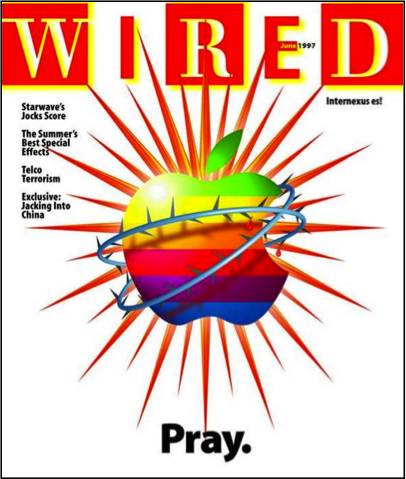 WIRED
June 1997
Starwave's
Jocks Score
The Summer's
Best Special
Effects
Telco
Terrorism
Exclusive:
Jacking Into
China
Internexus es!
Pray.